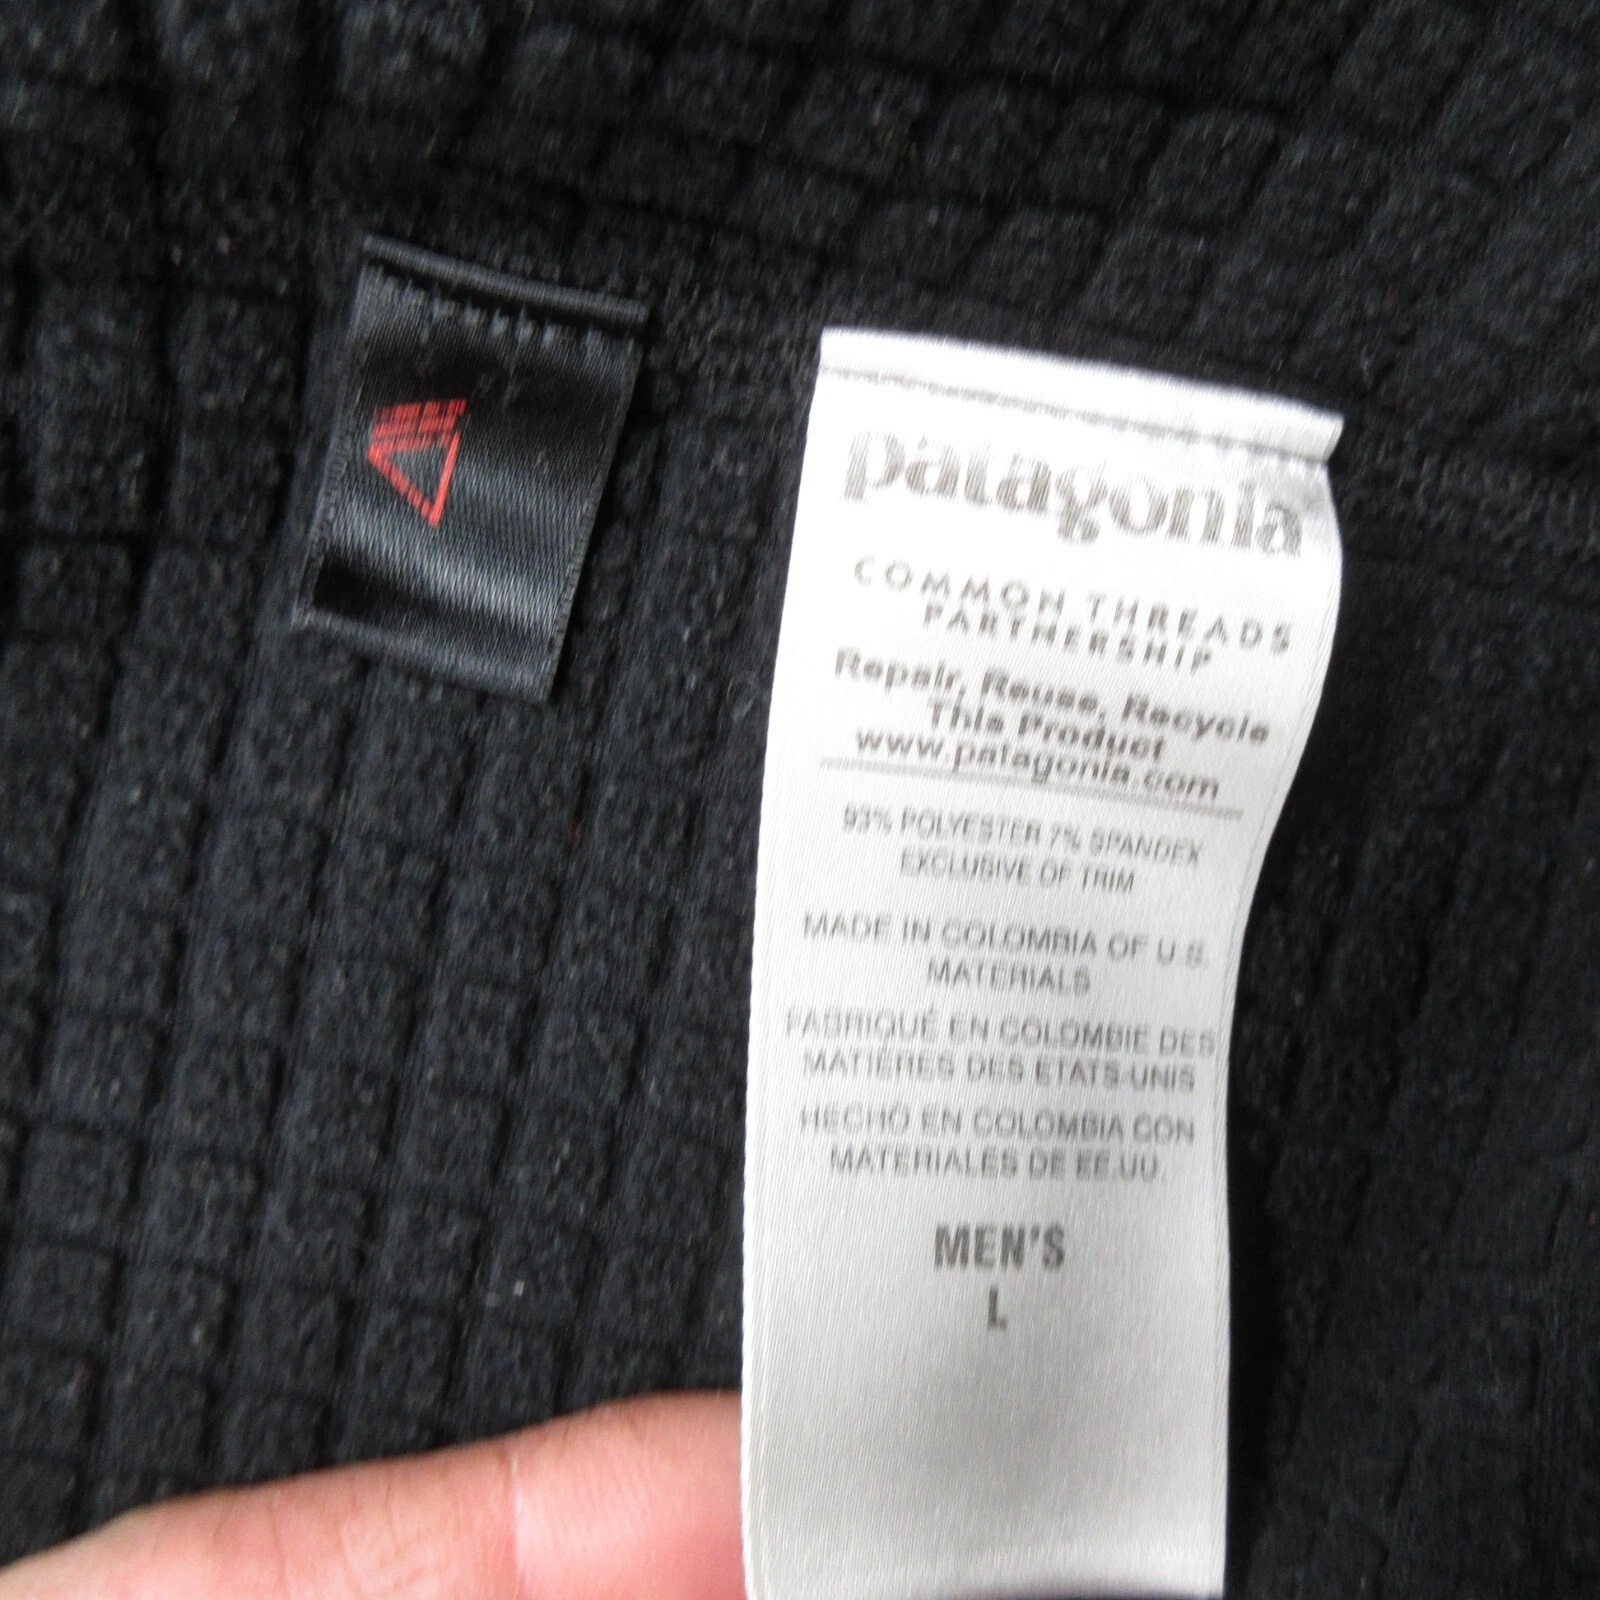 patagonia
COMMON THREADS
PARTNERSHIP
Repair, Reuse, Recycle
This Product
www.patagonia.com
93% POLYESTER 7% SPANDEX
EXCLUSIVE OF TRIM
MADE IN COLOMBIA OF U.S.
MATERIALS
FABRIQUÉ EN COLOMBIE DES
MATIÈRES DES ETATS-UNIS
HECHO EN COLOMBIA CON
MATERIALES DE EE.UU.
MEN'S
L